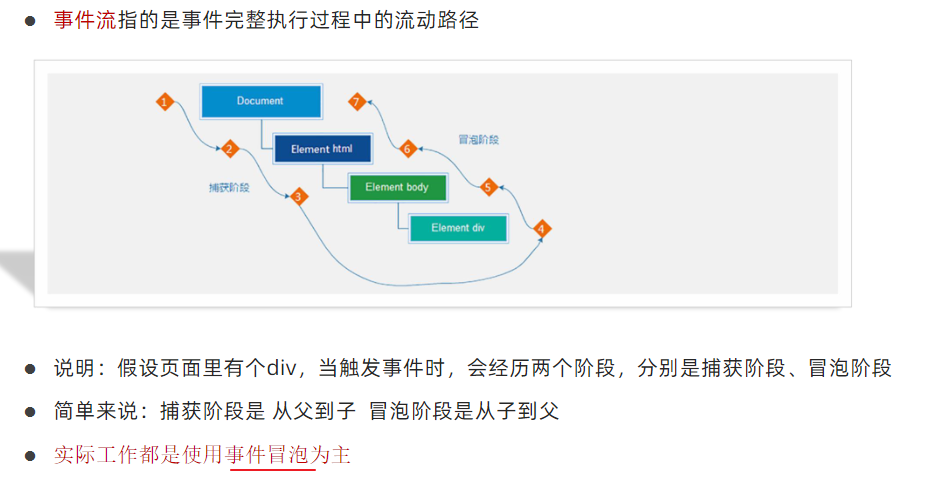 事件流指的是事件完整执行过程中的流动路径
1
Document
7
2
Element html
6
冒泡阶段
捕获阶段
3
Element body
5
Element div
4
说明：假设页面里有个div，当触发事件时，会经历两个阶段，分别是捕获阶段、冒泡阶段
简单来说：捕获阶段是 从父到子 冒泡阶段是从子到父
实际工作都是使用事件冒泡为主